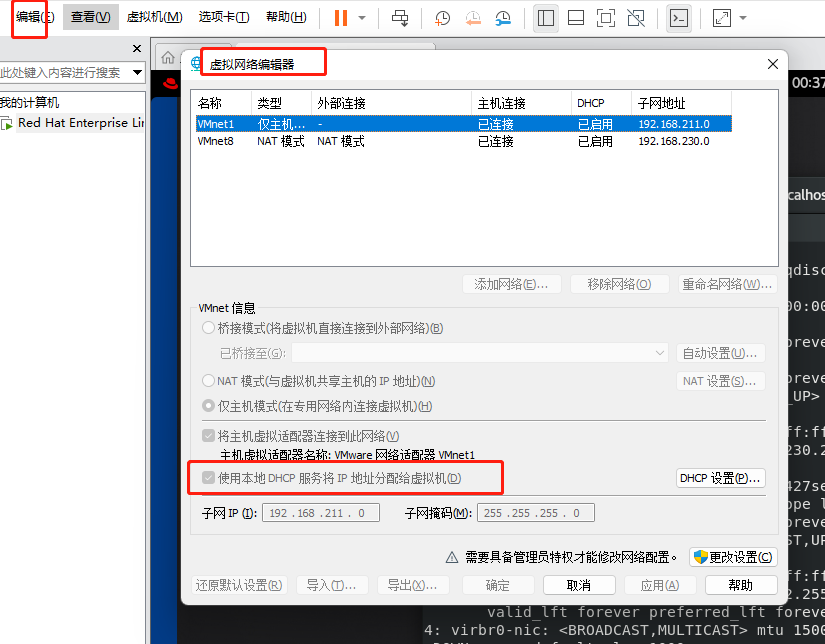 编辑(E) 查看(V) 虚拟机(M) 选项卡(T) 帮助(H)
此处键入内容进行搜索
我的计算机
Red Hat Enterprise Lin
虚拟网络编辑器
00:37
名称 类型 外部连接 主机连接 DHCP 子网地址
VMnet1 仅主机... - 已连接 已启用 192.168.211.0
VMnet8 NAT 模式 NAT 模式 已连接 已启用 192.168.230.0
calhos
qdisc
添加网络(E)... 移除网络(O) 重命名网络(W)...
00:00
VMnet 信息
桥接模式(将虚拟机直接连接到外部网络)(B)
orever
已桥接至(G): 自动设置(U)...
NAT 模式(与虚拟机共享主机的 IP 地址)(N) NAT 设置(S)...
orever
_UP>
仅主机模式(在专用网络内连接虚拟机)(H)
将主机虚拟适配器连接到此网络(V)
ff:ff
主机虚拟适配器名称: VMware 网络适配器 VMnet1
230.2
使用本地 DHCP 服务将 IP 地址分配给虚拟机(D) DHCP 设置(P)...
427se
ope l
子网 IP (I): 192 .168 .211 . 0 子网掩码(M): 255 .255 .255 . 0
orever
ST,UP
需要具备管理员特权才能修改网络配置。 更改设置(C)
ff:ff
还原默认设置(R) 导入(T)... 导出(X)... 确定 取消 应用(A) 帮助
2.255
valid_lft forever preferred_lft foreve
4: virbr0-nic: <BROADCAST,MULTICAST> mtu 1500